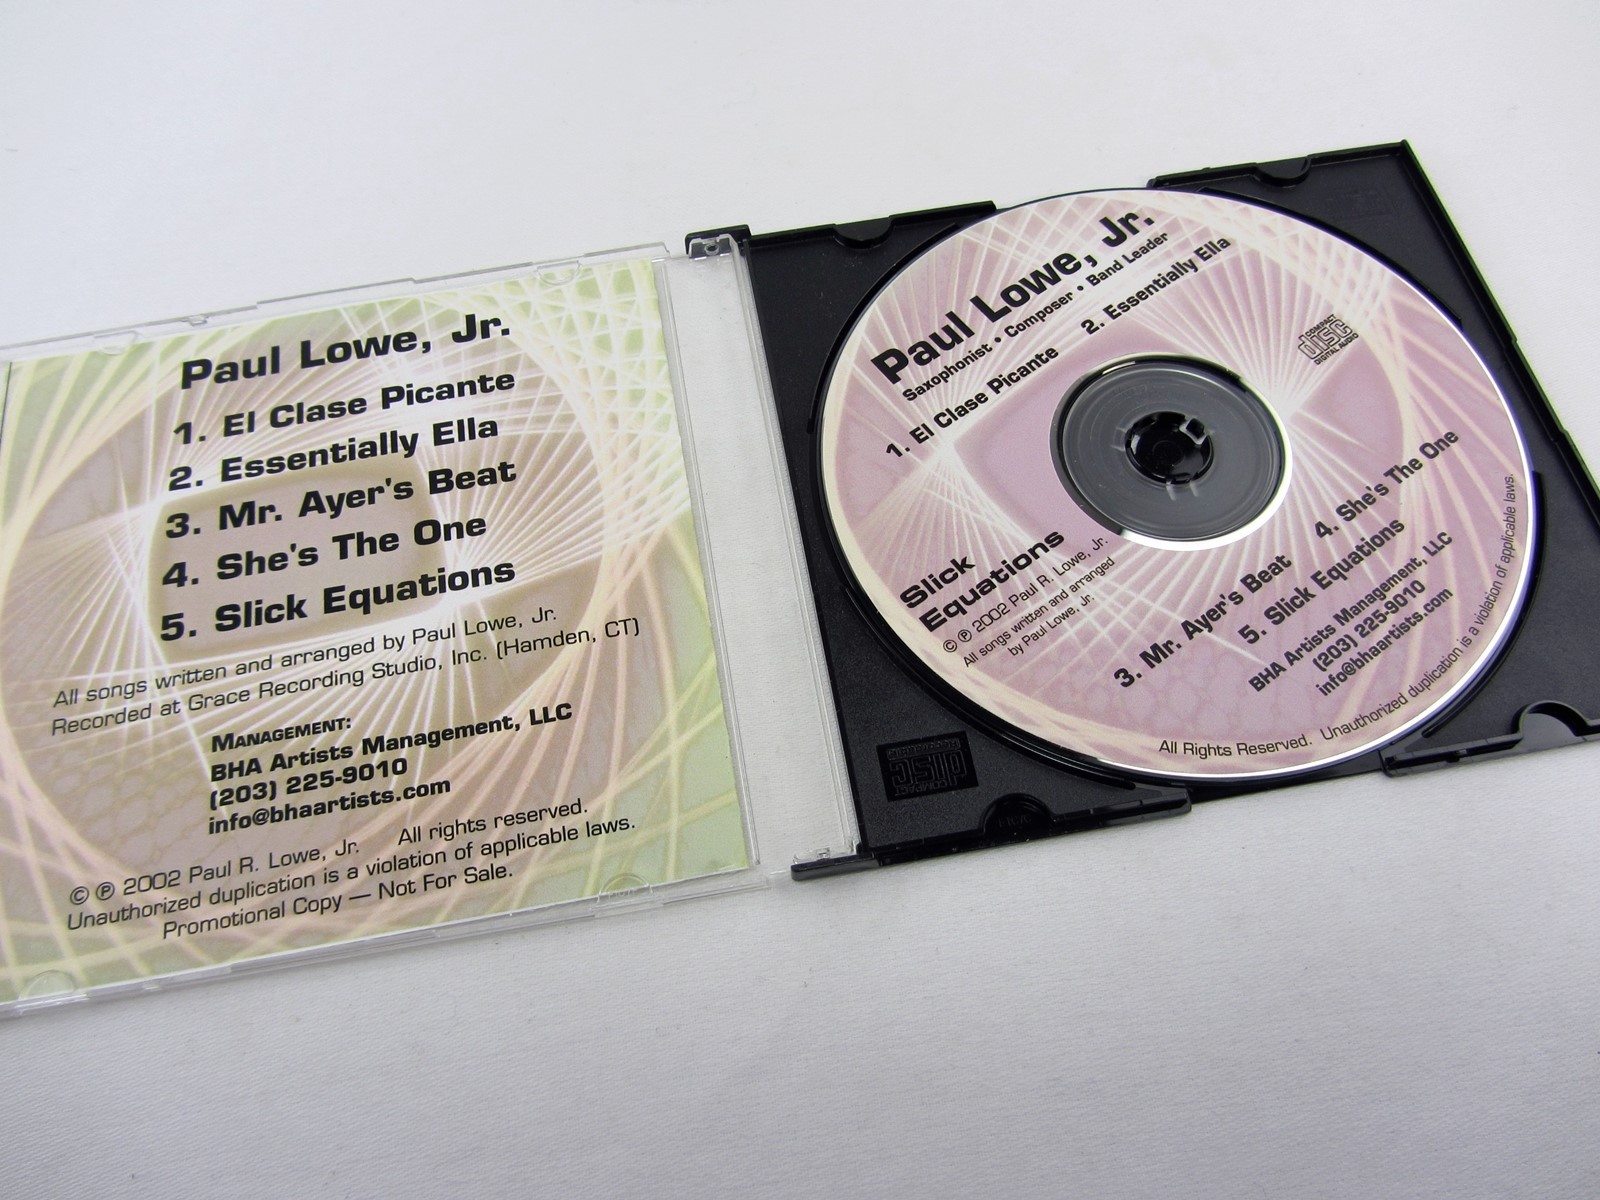 Paul Lowe, Jr.
1. El Clase Picante
2. Essentially Ella
3. Mr. Ayer's Beat
4. She's The One
5. Slick Equations
All songs written and arranged by Paul Lowe, Jr.
Recorded at Grace Recording Studio, Inc. (Hamden, CT)
MANAGEMENT:
BHA Artists Management, LLC
(203) 225-9010
info@bhaartists.com
© ℗ 2002 Paul R. Lowe, Jr. All rights reserved.
Unauthorized duplication is a violation of applicable laws.
Promotional Copy — Not For Sale.
Paul Lowe, Jr.
Saxophonist • Composer • Band Leader
1. El Clase Picante 2. Essentially Ella
COMPACT
disc
DIGITAL AUDIO
Slick
Equations
© ℗ 2002 Paul R. Lowe, Jr.
All songs written and arranged
by Paul Lowe, Jr.
3. Mr. Ayer's Beat 4. She's The One
5. Slick Equations
BHA Artists Management, LLC
(203) 225-9010
info@bhaartists.com
All Rights Reserved. Unauthorized duplication is a violation of applicable laws.
COMPACT
disc